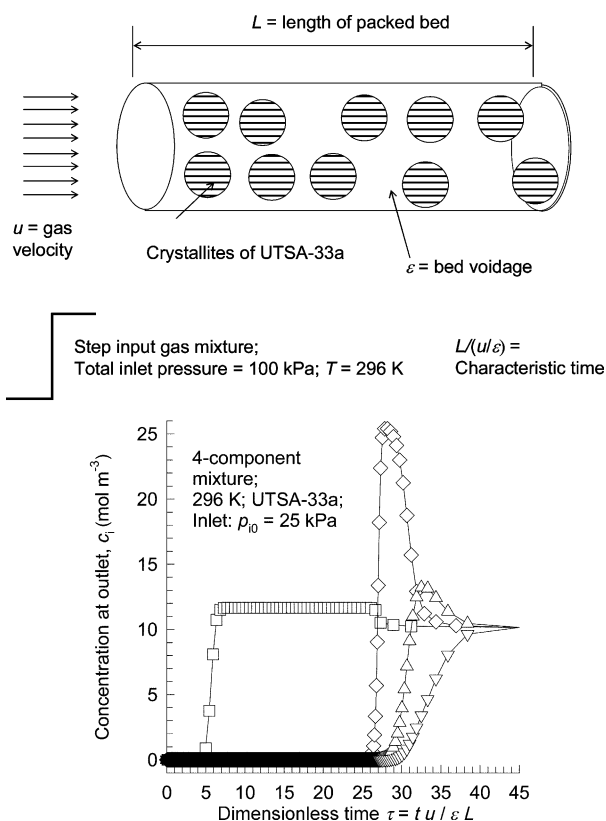 L = length of packed bed
u = gas
velocity
Crystallites of UTSA-33a
ε = bed voidage
Step input gas mixture;
Total inlet pressure = 100 kPa; T = 296 K
L/(u/ε) =
Characteristic time
4-component
mixture;
296 K; UTSA-33a;
Inlet: pi0 = 25 kPa
Concentration at outlet, ci (mol m-3)
25
20
15
10
5
0
0 5 10 15 20 25 30 35 40 45
Dimensionless time τ = t u / ε L